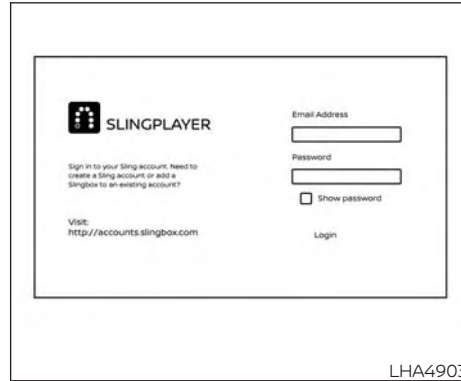 SLINGPLAYER
Sign in to your Sling account. Need to
create a Sling account or add a
Slingbox to an existing account?
Visit:
http://accounts.slingbox.com
Email Address
Password
Show password
Login
LHA4903